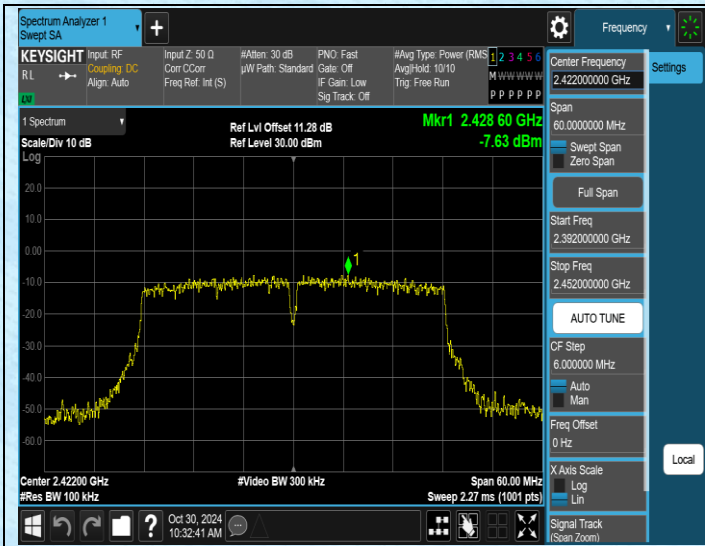 Spectrum Analyzer 1
Swept SA
+
Frequency
KEYSIGHT
Input: RF
Input Z: 50 Ω
#Atten: 30 dB
PNO: Fast
#Avg Type: Power (RMS
1 2 3 4 5 6
R L
Coupling: DC
Corr CCorr
µW Path: Standard
Gate: Off
Avg|Hold: 10/10
M W W W W W
Align: Auto
Freq Ref: Int (S)
IF Gain: Low
Trig: Free Run
Sig Track: Off
P P P P P P
LXI
1 Spectrum
Ref Lvl Offset 11.28 dB
Mkr1 2.428 60 GHz
Scale/Div 10 dB
Ref Level 30.00 dBm
-7.63 dBm
Log
20.0
10.0
0.00
-10.0
-20.0
-30.0
-40.0
-50.0
-60.0
1
Center 2.42200 GHz
#Video BW 300 kHz
Span 60.00 MHz
#Res BW 100 kHz
Sweep 2.27 ms (1001 pts)
?
Oct 30, 2024
10:32:41 AM
Center Frequency
2.422000000 GHz
Span
60.0000000 MHz
Swept Span
Zero Span
Full Span
Start Freq
2.392000000 GHz
Stop Freq
2.452000000 GHz
AUTO TUNE
CF Step
6.000000 MHz
Auto
Man
Freq Offset
0 Hz
X Axis Scale
Log
Lin
Signal Track
(Span Zoom)
Settings
Local